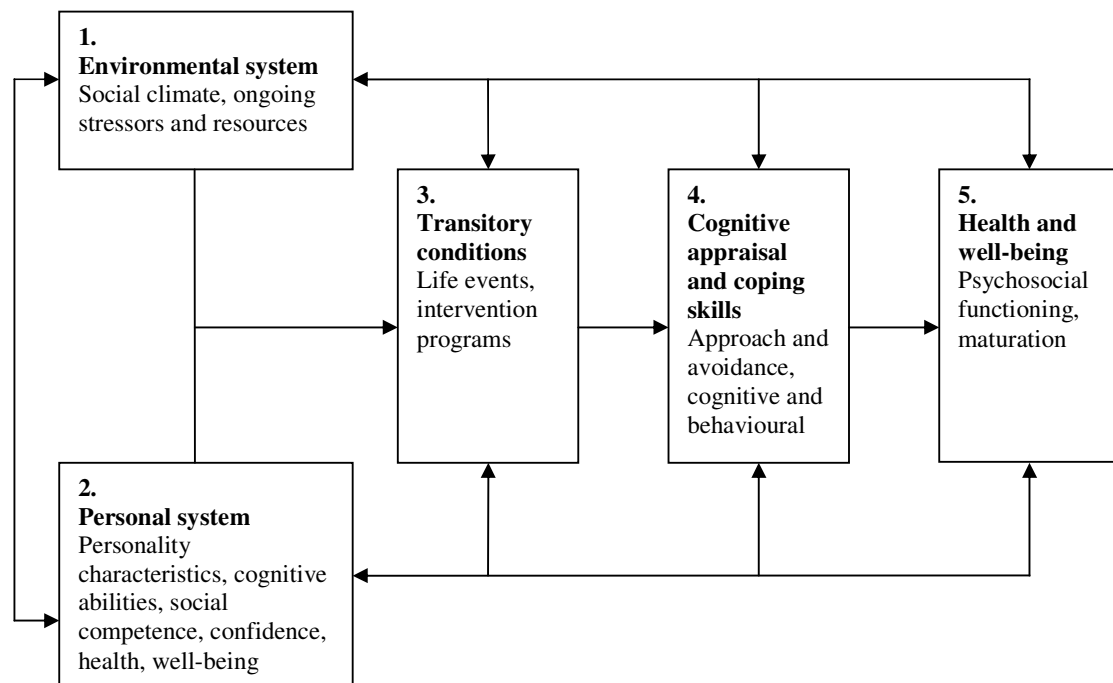 1.
Environmental system
Social climate, ongoing
stressors and resources
3.
Transitory
conditions
Life events,
intervention
programs
4.
Cognitive
appraisal
and coping
skills
Approach and
avoidance,
cognitive and
behavioural
5.
Health and
well-being
Psychosocial
functioning,
maturation
2.
Personal system
Personality
characteristics, cognitive
abilities, social
competence, confidence,
health, well-being